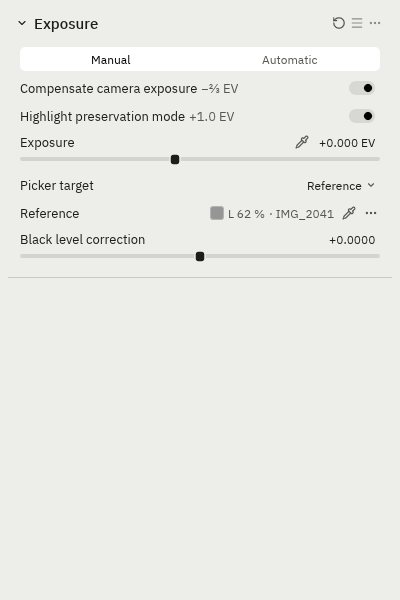 Exposure
Manual Automatic
Compensate camera exposure −⅔ EV
Highlight preservation mode +1.0 EV
Exposure +0.000 EV
Picker target Reference
Reference L 62 % · IMG_2041
Black level correction +0.0000